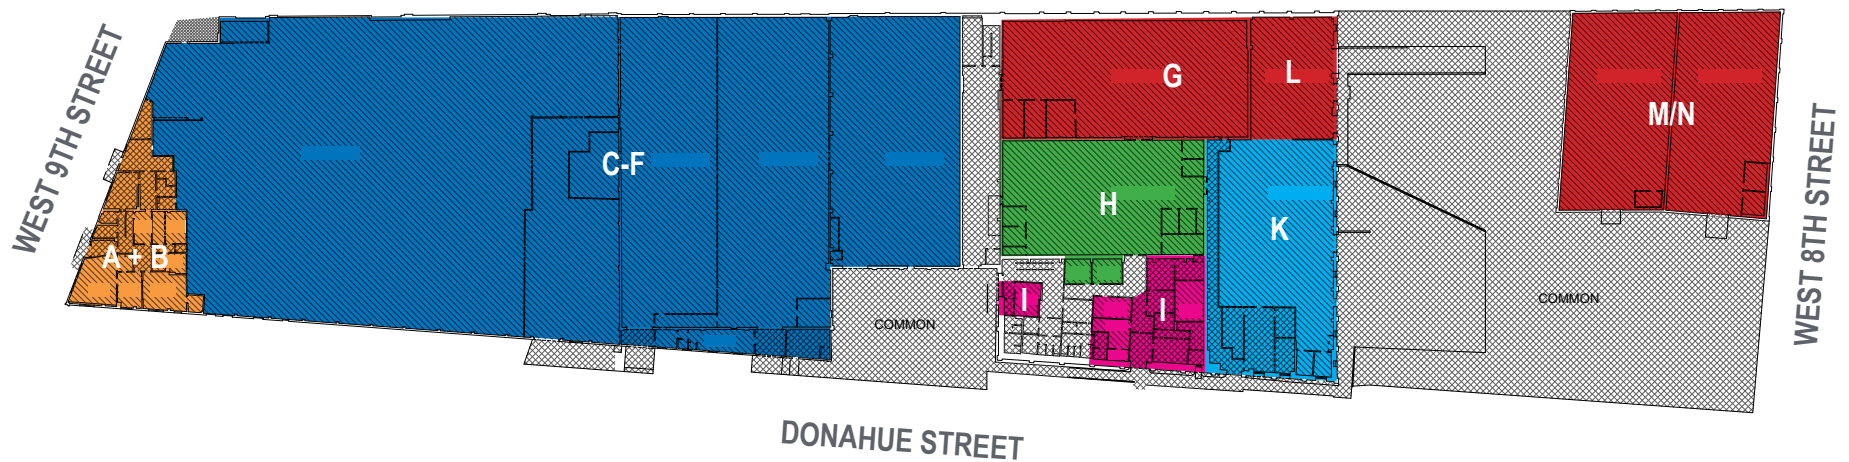 WEST 9TH STREET
A + B
C-F
G
L
M/N
H
K
I
I
COMMON
COMMON
WEST 8TH STREET
DONAHUE STREET